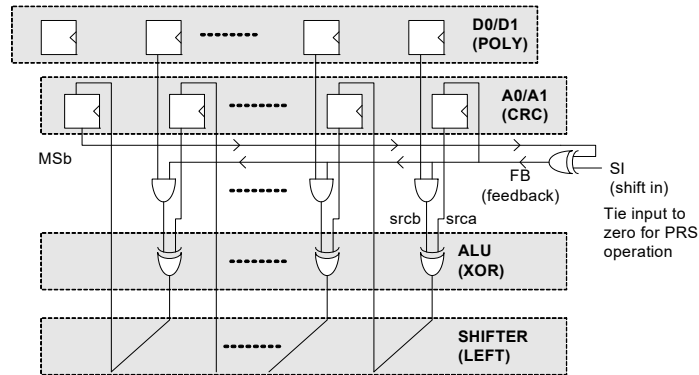 D0/D1
(POLY)
A0/A1
(CRC)
MSb
FB
(feedback)
SI
(shift in)
Tie input to
zero for PRS
operation
srcb
srca
ALU
(XOR)
SHIFTER
(LEFT)